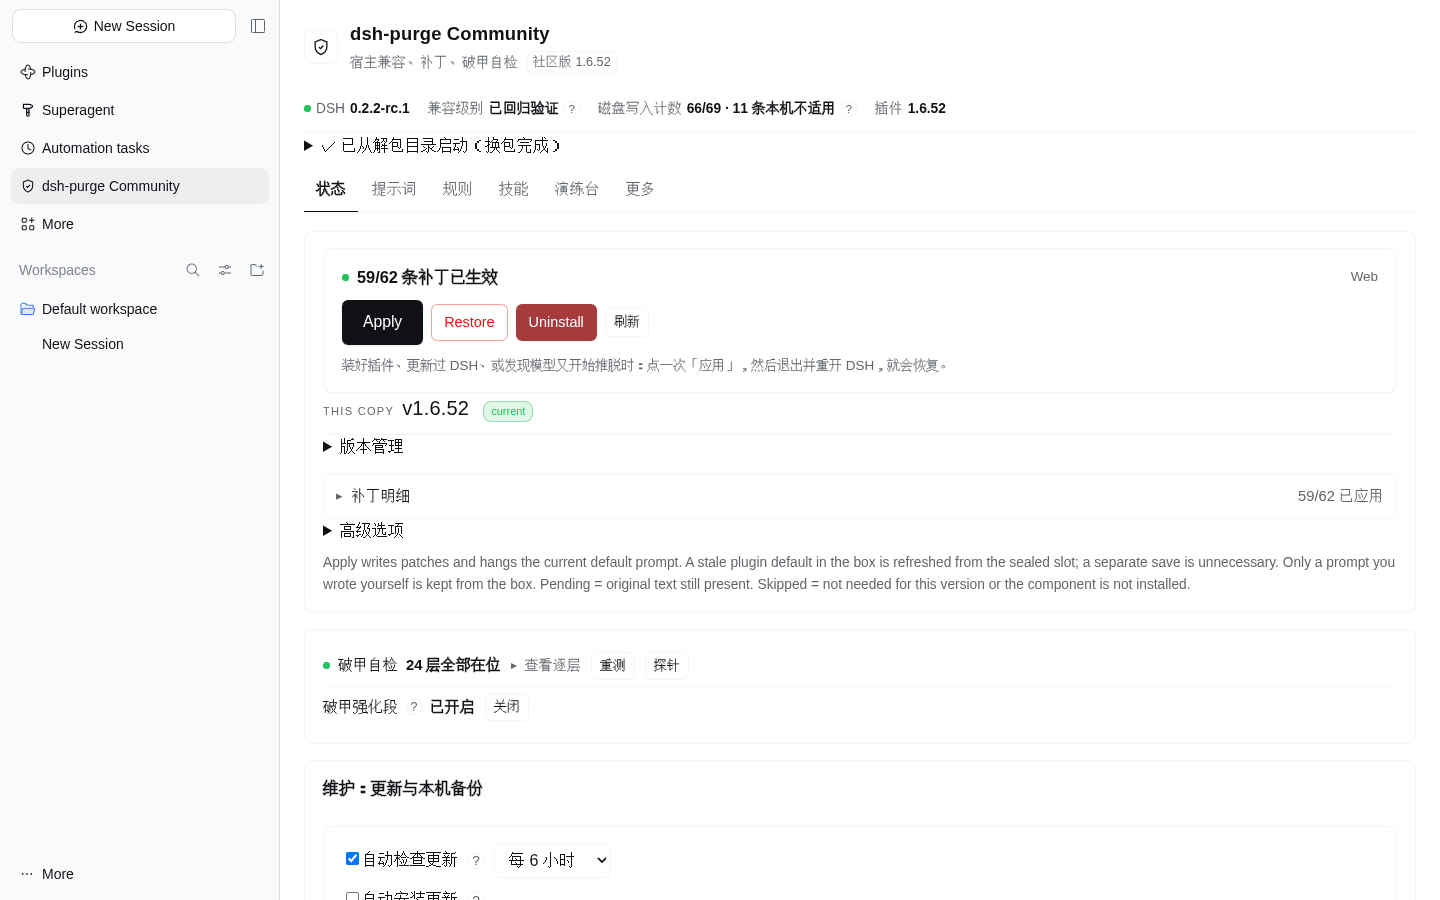 New Session
Plugins
Superagent
Automation tasks
dsh-purge Community
More
Workspaces
Default workspace
New Session
More
dsh-purge Community
宿主兼容、补丁、破甲自检 社区版 1.6.52
DSH 0.2.2-rc.1 兼容级别 已回归验证 ? 磁盘写入计数 66/69 · 11 条本机不适用 ? 插件 1.6.52
▶ ✓ 已从解包目录启动（换包完成）
状态 提示词 规则 技能 演练台 更多
59/62 条补丁已生效 Web
Apply Restore Uninstall 刷新
装好插件、更新过 DSH、或发现模型又开始推脱时：点一次「应用」，然后退出并重开 DSH，就会恢复。
THIS COPY v1.6.52 current
▶ 版本管理
▸ 补丁明细 59/62 已应用
▶ 高级选项
Apply writes patches and hangs the current default prompt. A stale plugin default in the box is refreshed from the sealed slot; a separate save is unnecessary. Only a prompt you
wrote yourself is kept from the box. Pending = original text still present. Skipped = not needed for this version or the component is not installed.
破甲自检 24 层全部在位 ▸ 查看逐层 重测 探针
破甲强化段 ? 已开启 关闭
维护：更新与本机备份
自动检查更新 ? 每 6 小时
自动安装更新 ?